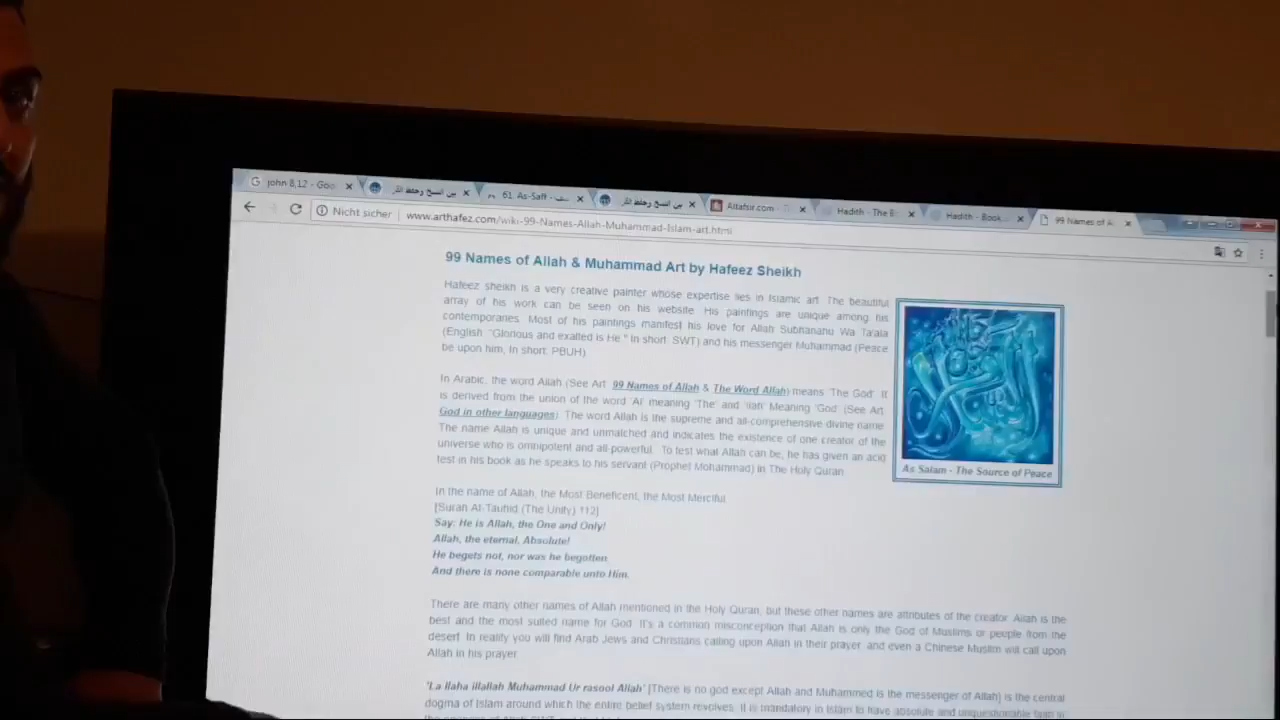 john 8,12 - Goo
61. As-Saff -
Altafsir.com -
Hadith - The B
Hadith - Book
99 Names of A
Nicht sicher www.arthafez.com/wiki-99-Names-Allah-Muhammad-Islam-art.html
99 Names of Allah & Muhammad Art by Hafeez Sheikh
Hafeez sheikh is a very creative painter whose expertise lies in Islamic art. The beautiful
array of his work can be seen on his website. His paintings are unique among his
contemporaries. Most of his paintings manifest his love for Allah Subhanahu Wa Ta'ala
(English: "Glorious and exalted is He." In short: SWT) and his messenger Muhammad (Peace
be upon him, In short: PBUH).
In Arabic, the word Allah (See Art: 99 Names of Allah & The Word Allah) means 'The God'. It
is derived from the union of the word 'Al' meaning 'The' and 'ilah' Meaning 'God' (See Art:
God in other languages). The word Allah is the supreme and all-comprehensive divine name.
The name Allah is unique and unmatched and indicates the existence of one creator of the
universe who is omnipotent and all-powerful. To test what Allah can be, he has given an acid
test in his book as he speaks to his servant (Prophet Mohammad) in The Holy Quran:
As Salam - The Source of Peace
In the name of Allah, the Most Beneficent, the Most Merciful
[Surah At-Tauhid (The Unity) 112]
Say: He is Allah, the One and Only!
Allah, the eternal, Absolute!
He begets not, nor was he begotten.
And there is none comparable unto Him.
There are many other names of Allah mentioned in the Holy Quran, but these other names are attributes of the creator. Allah is the
best and the most suited name for God. It's a common misconception that Allah is only the God of Muslims or people from the
desert. In reality you will find Arab Jews and Christians calling upon Allah in their prayer, and even a Chinese Muslim will call upon
Allah in his prayer.
'La ilaha illallah Muhammad Ur rasool Allah' [There is no god except Allah and Muhammed is the messenger of Allah] is the central
dogma of Islam around which the entire belief system revolves. It is mandatory in Islam to have absolute and unquestionable faith in